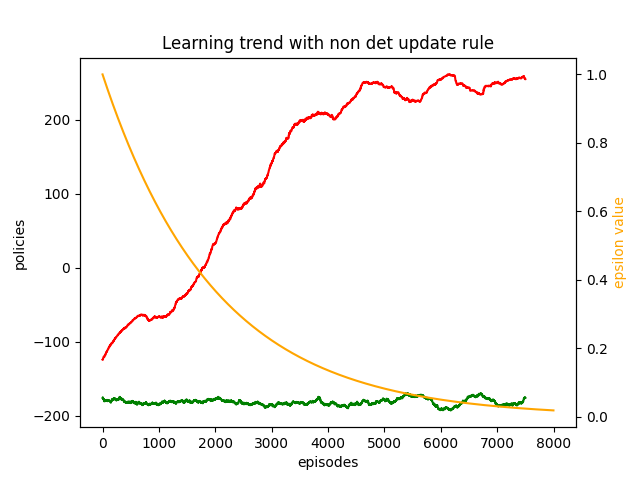 Learning trend with non det update rule
policies
200
100
0
−100
−200
1.0
0.8
0.6
0.4
0.2
0.0
epsilon value
0 1000 2000 3000 4000 5000 6000 7000 8000
episodes